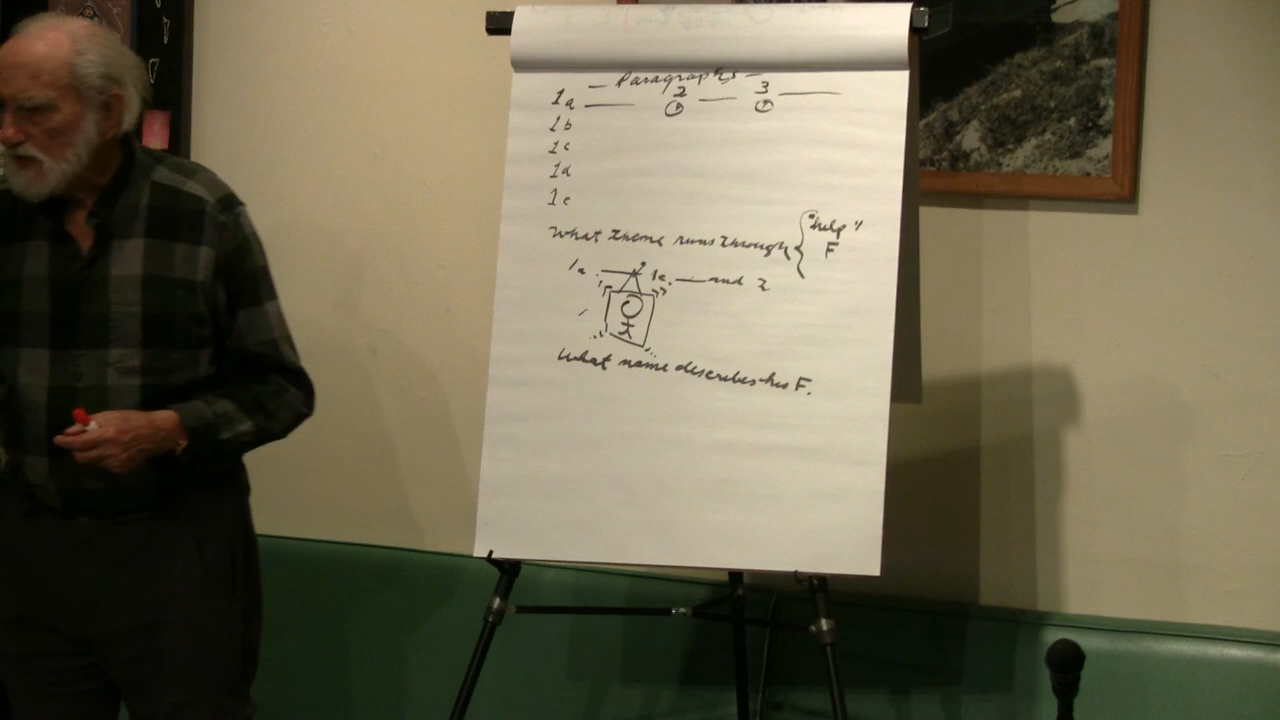 — Paragraphs —
1a —— 2 —— 3 ——
1b
1c
1d
1e
What theme runs through { "help"
F
1a. — 1e. — and 2
What name describes his F.